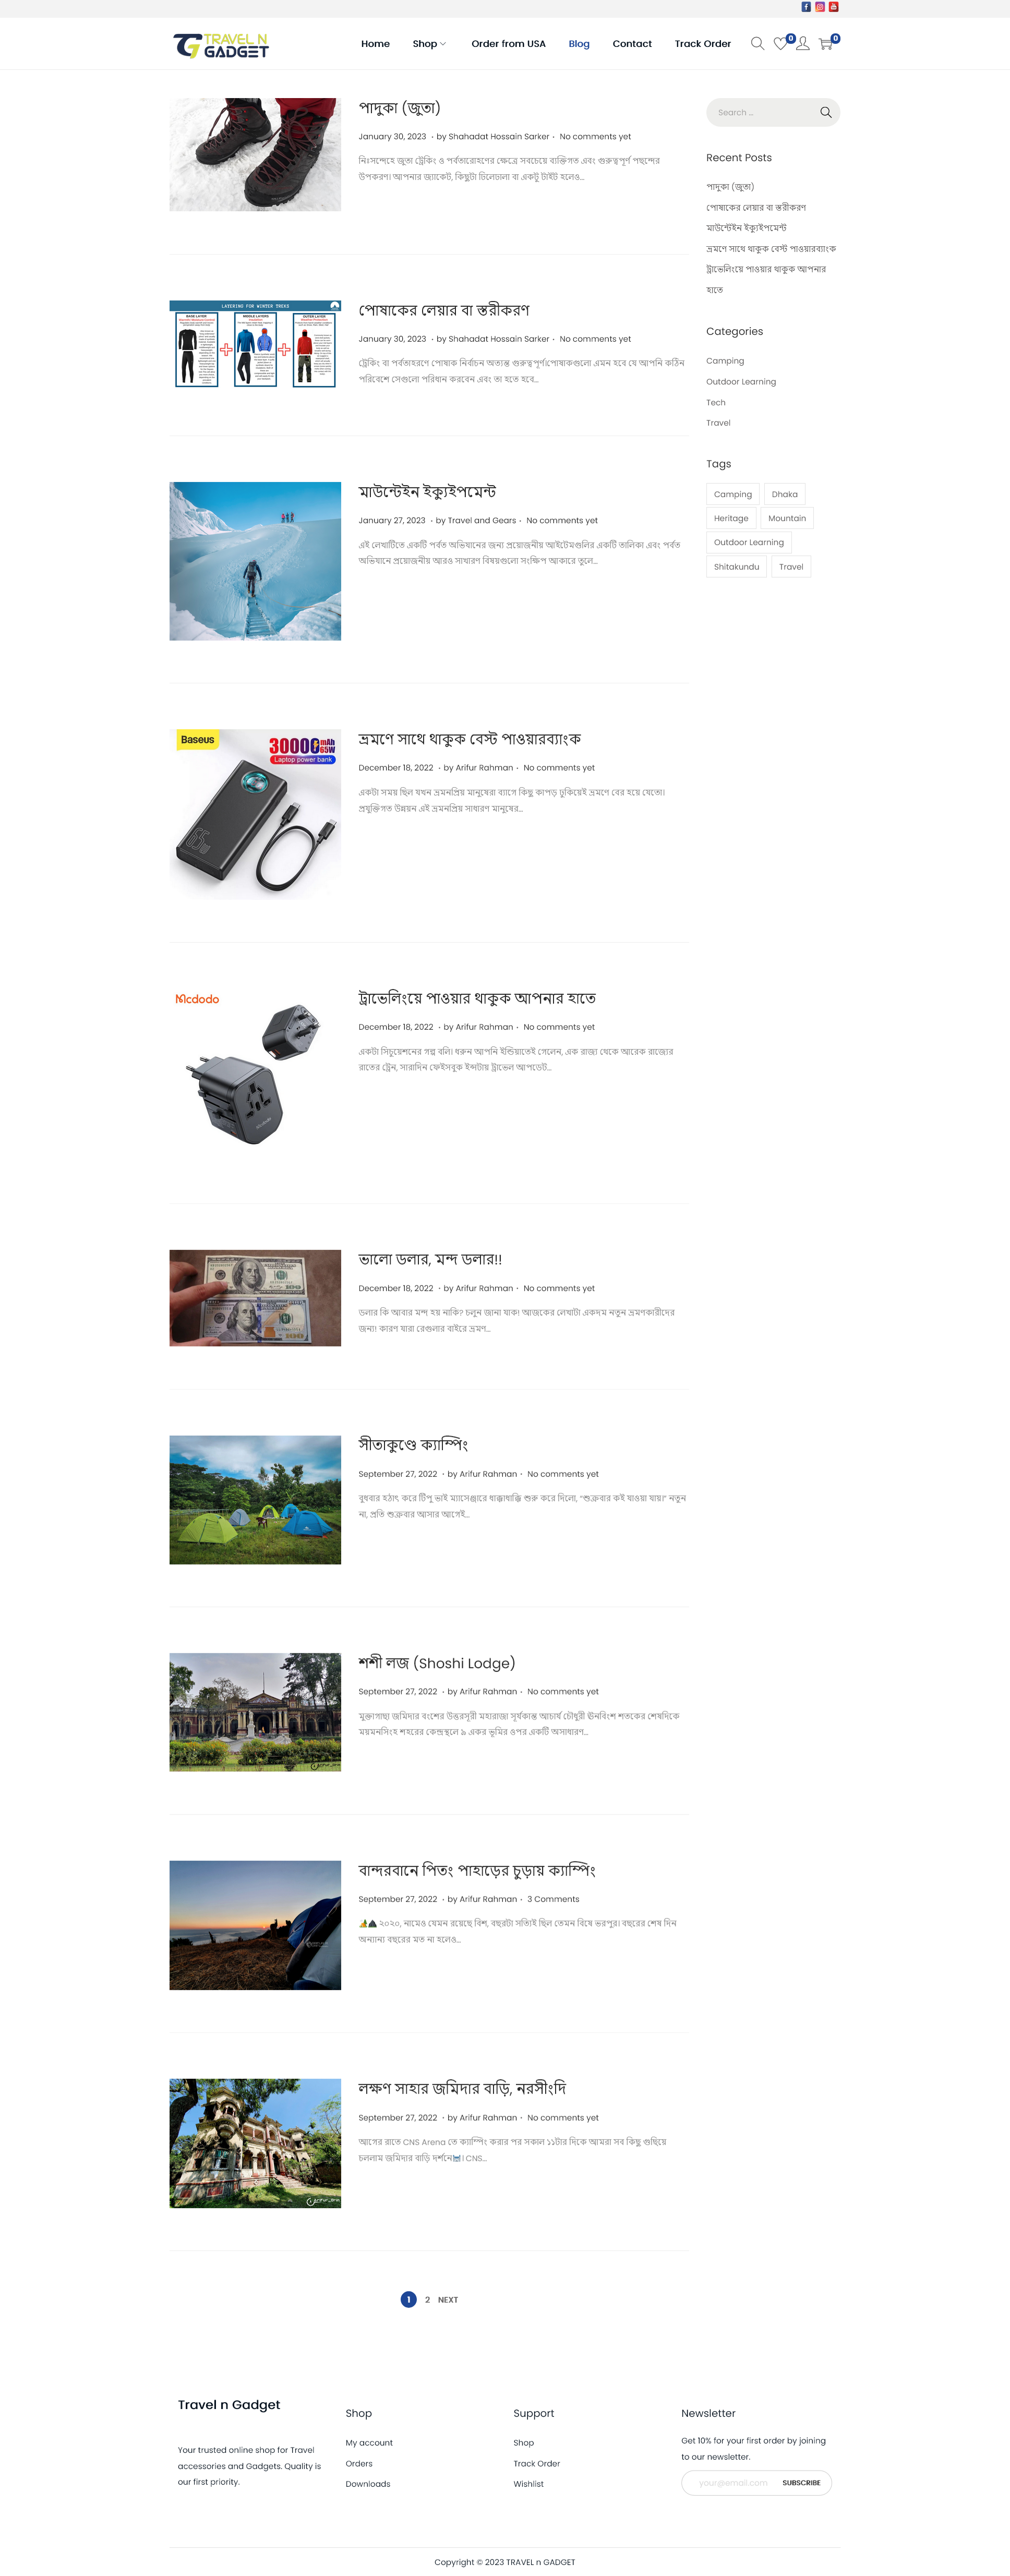 TRAVEL N
GADGET
Home Shop Order from USA Blog Contact Track Order 0 0
পাদুকা (জুতা)
January 30, 2023 • by Shahadat Hossain Sarker • No comments yet
নিঃসন্দেহে জুতা ট্রেকিং ও পর্বতারোহণের ক্ষেত্রে সবচেয়ে ব্যক্তিগত এবং গুরুত্বপূর্ণ পছন্দের
উপকরণ। আপনার জ্যাকেট, কিছুটা ঢিলেঢালা বা একটু টাইট হলেও…
LAYERING FOR WINTER TREKS
BASE LAYER
MIDDLE LAYERS
OUTER LAYER
পোষাকের লেয়ার বা স্তরীকরণ
January 30, 2023 • by Shahadat Hossain Sarker • No comments yet
ট্রেকিং বা পর্বতাহরণে পোষাক নির্বাচন অত্যন্ত গুরুত্বপূর্ণ।পোষাকগুলো এমন হবে যে আপনি কঠিন
পরিবেশে সেগুলো পরিধান করবেন এবং তা হতে হবে…
মাউন্টেইন ইক্যুইপমেন্ট
January 27, 2023 • by Travel and Gears • No comments yet
এই লেখাটিতে একটি পর্বত অভিযানের জন্য প্রয়োজনীয় আইটেমগুলির একটি তালিকা এবং পর্বত
অভিযানে প্রয়োজনীয় আরও সাধারণ বিষয়গুলো সংক্ষিপ আকারে তুলে…
Baseus
30000mAh
65W
Laptop power bank
65W
ভ্রমণে সাথে থাকুক বেস্ট পাওয়ারব্যাংক
December 18, 2022 • by Arifur Rahman • No comments yet
একটা সময় ছিল যখন ভ্রমনপ্রিয় মানুষেরা ব্যাগে কিছু কাপড় ঢুকিয়েই ভ্রমণে বের হয়ে যেতো।
প্রযুক্তিগত উন্নয়ন এই ভ্রমনপ্রিয় সাধারণ মানুষের…
Mcdodo
Mcdodo
ট্রাভেলিংয়ে পাওয়ার থাকুক আপনার হাতে
December 18, 2022 • by Arifur Rahman • No comments yet
একটা সিচুয়েশনের গল্প বলি। ধরুন আপনি ইন্ডিয়াতেই গেলেন, এক রাজ্য থেকে আরেক রাজ্যের
রাতের ট্রেন, সারাদিন ফেইসবুক ইন্সটায় ট্রাভেল আপডেট…
ভালো ডলার, মন্দ ডলার!!
December 18, 2022 • by Arifur Rahman • No comments yet
ডলার কি আবার মন্দ হয় নাকি? চলুন জানা যাক! আজকের লেখাটা একদম নতুন ভ্রমণকারীদের
জন্য! কারণ যারা রেগুলার বাইরে ভ্রমণ…
সীতাকুণ্ডে ক্যাম্পিং
September 27, 2022 • by Arifur Rahman • No comments yet
বুধবার হঠাৎ করে টিপু ভাই ম্যাসেঞ্জারে ধাক্কাধাক্কি শুরু করে দিলো, “শুক্রবার কই যাওয়া যায়।” নতুন
না, প্রতি শুক্রবার আসার আগেই…
শশী লজ (Shoshi Lodge)
September 27, 2022 • by Arifur Rahman • No comments yet
মুক্তাগাছা জমিদার বংশের উত্তরসূরী মহারাজা সূর্যকান্ত আচার্য চৌধুরী ঊনবিংশ শতকের শেষদিকে
ময়মনসিংহ শহরের কেন্দ্রস্থলে ৯ একর ভূমির ওপর একটি অসাধারণ…
বান্দরবানে পিতং পাহাড়ের চুড়ায় ক্যাম্পিং
September 27, 2022 • by Arifur Rahman • 3 Comments
🏕⛰ ২০২০, নামেও যেমন রয়েছে বিশ, বছরটা সত্যিই ছিল তেমন বিষে ভরপুর। বছরের শেষ দিন
অন্যান্য বছরের মত না হলেও…
লক্ষণ সাহার জমিদার বাড়ি, নরসীংদি
September 27, 2022 • by Arifur Rahman • No comments yet
আগের রাতে CNS Arena তে ক্যাম্পিং করার পর সকাল ১১টার দিকে আমরা সব কিছু গুছিয়ে
চললাম জমিদার বাড়ি দর্শনে। CNS…
1 2 NEXT
Search …
Recent Posts
পাদুকা (জুতা)
পোষাকের লেয়ার বা স্তরীকরণ
মাউন্টেইন ইক্যুইপমেন্ট
ভ্রমণে সাথে থাকুক বেস্ট পাওয়ারব্যাংক
ট্রাভেলিংয়ে পাওয়ার থাকুক আপনার
হাতে
Categories
Camping
Outdoor Learning
Tech
Travel
Tags
Camping Dhaka
Heritage Mountain
Outdoor Learning
Shitakundu Travel
Travel n Gadget
Your trusted online shop for Travel
accessories and Gadgets. Quality is
our first priority.
Shop
My account
Orders
Downloads
Support
Shop
Track Order
Wishlist
Newsletter
Get 10% for your first order by joining
to our newsletter.
your@email.com SUBSCRIBE
Copyright © 2023 TRAVEL n GADGET